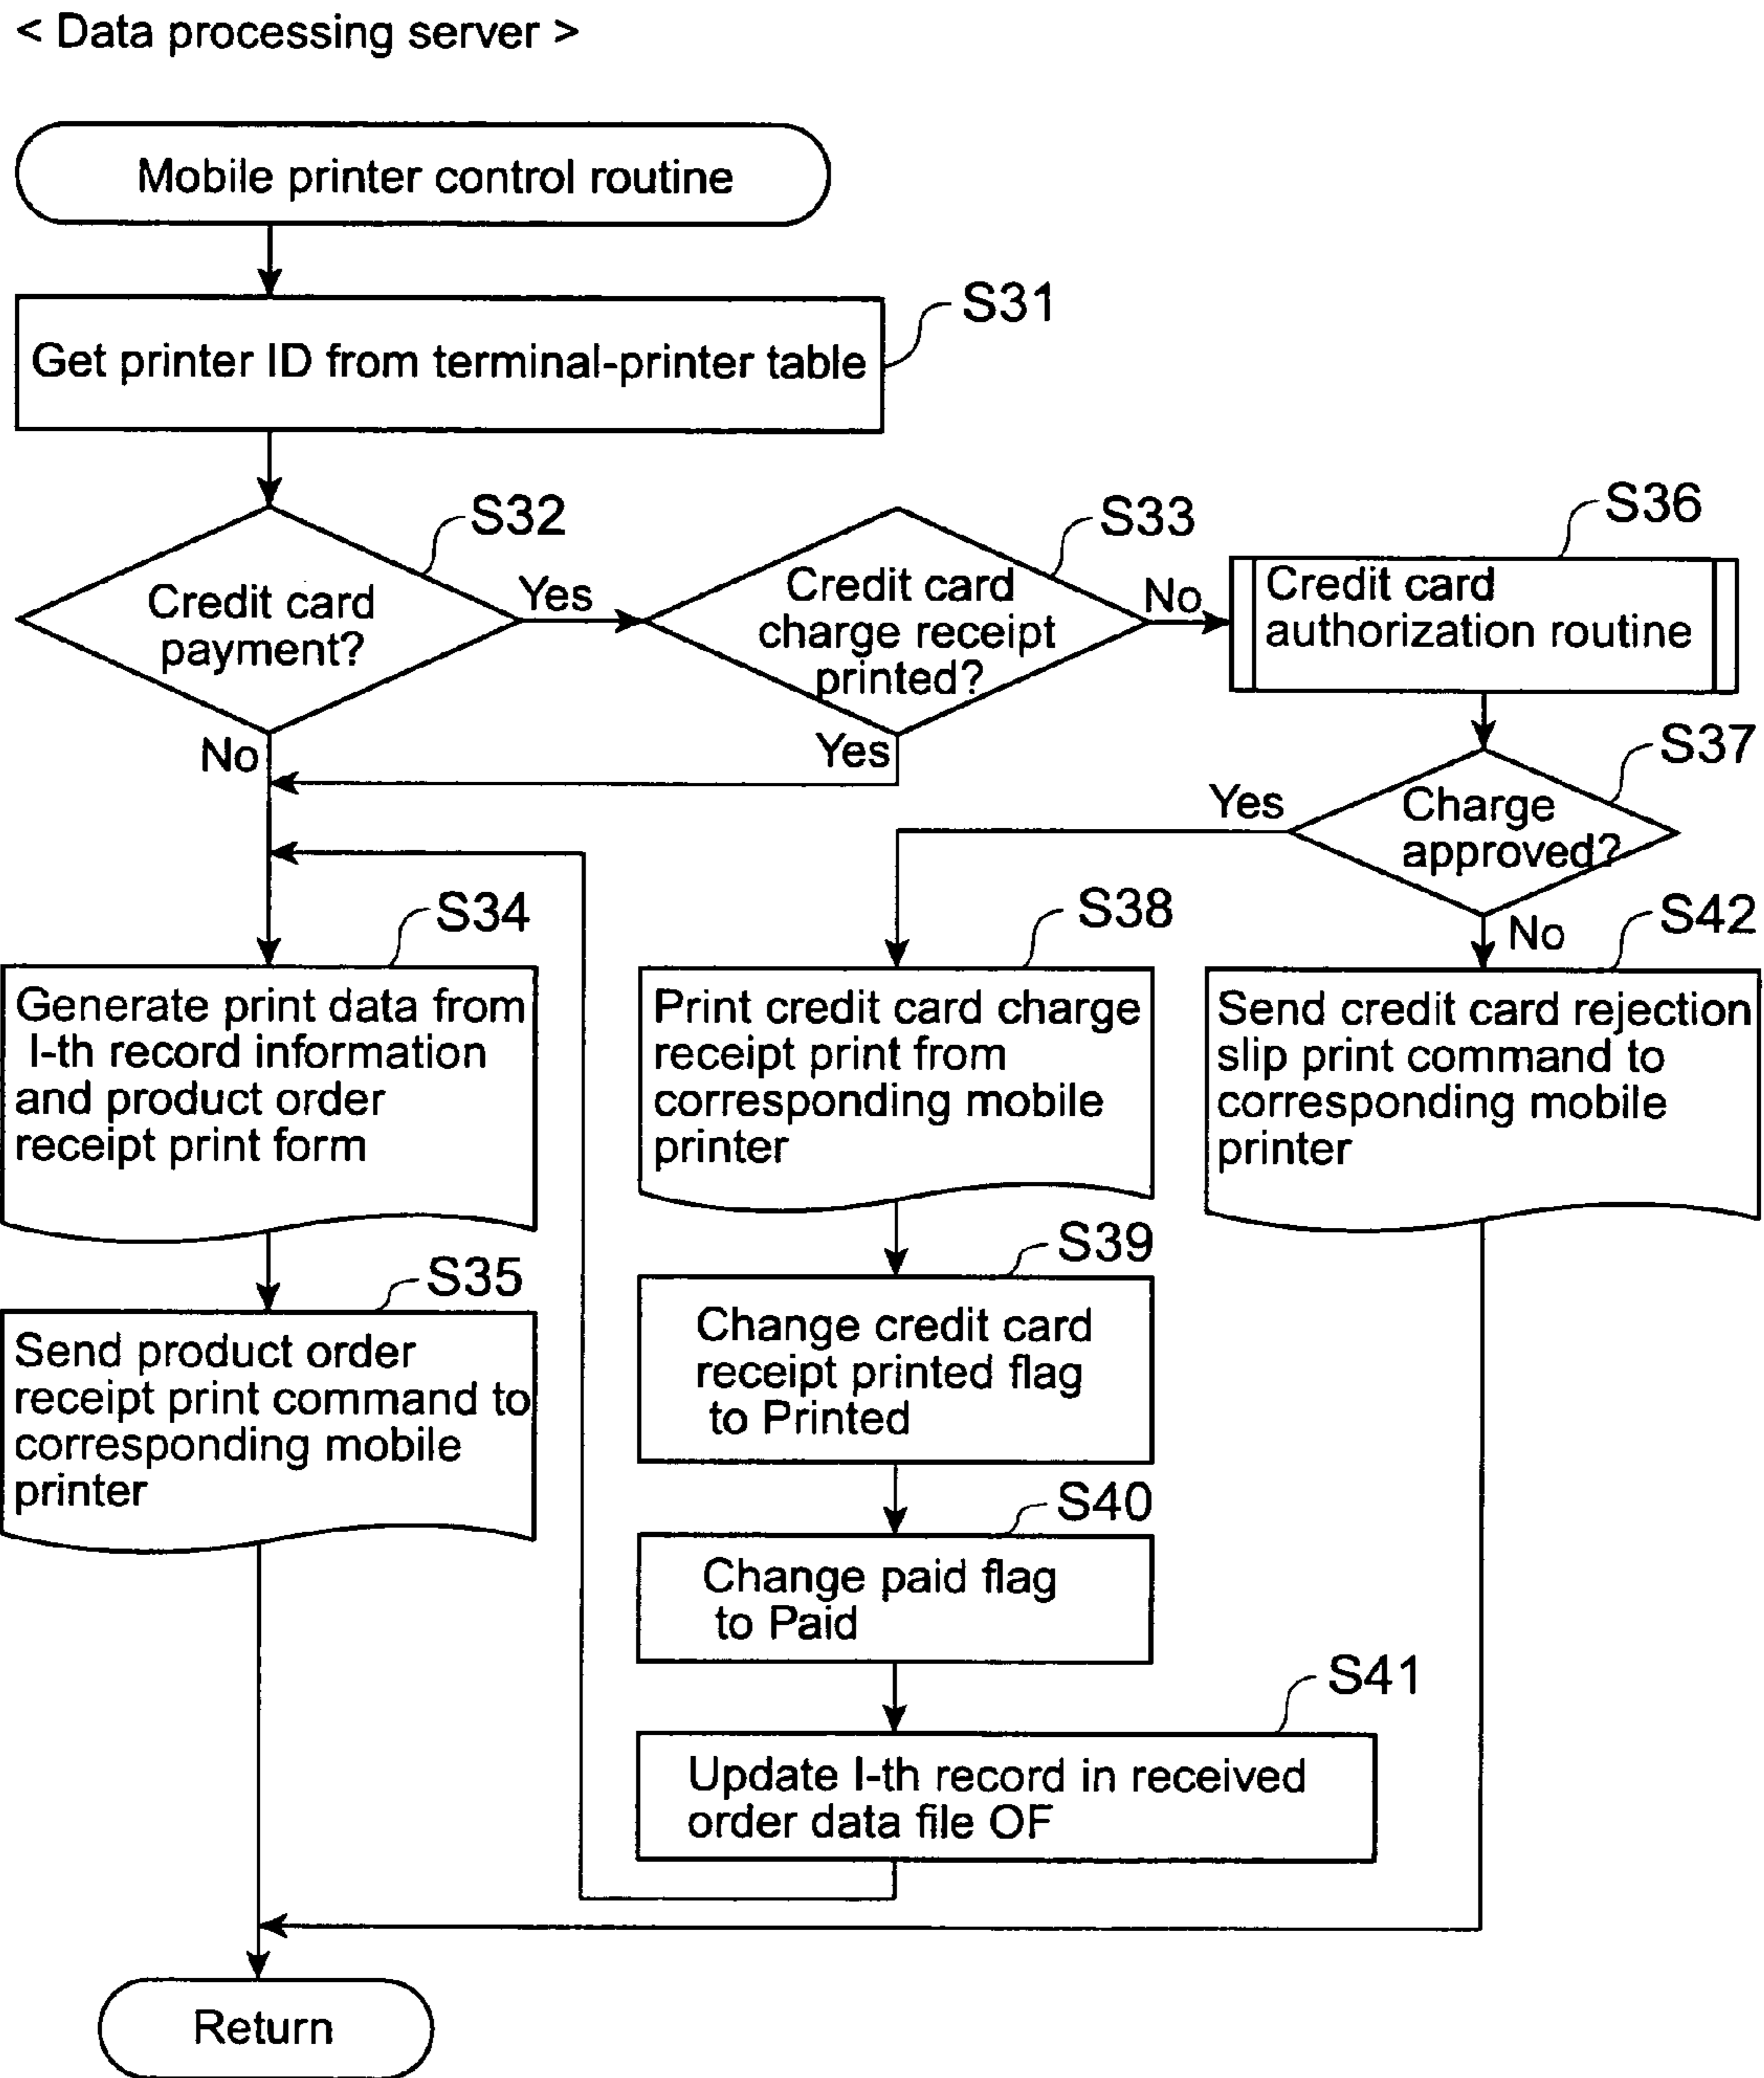 < Data processing server >
Mobile printer control routine
S31
Get printer ID from terminal-printer table
S32
Credit card
payment?
Yes
No
S33
Credit card
charge receipt
printed?
No
Yes
S36
Credit card
authorization routine
S37
Charge
approved?
Yes
No
S34
Generate print data from
I-th record information
and product order
receipt print form
S35
Send product order
receipt print command to
corresponding mobile
printer
S38
Print credit card charge
receipt print from
corresponding mobile
printer
S39
Change credit card
receipt printed flag
to Printed
S40
Change paid flag
to Paid
S41
Update I-th record in received
order data file OF
S42
Send credit card rejection
slip print command to
corresponding mobile
printer
Return